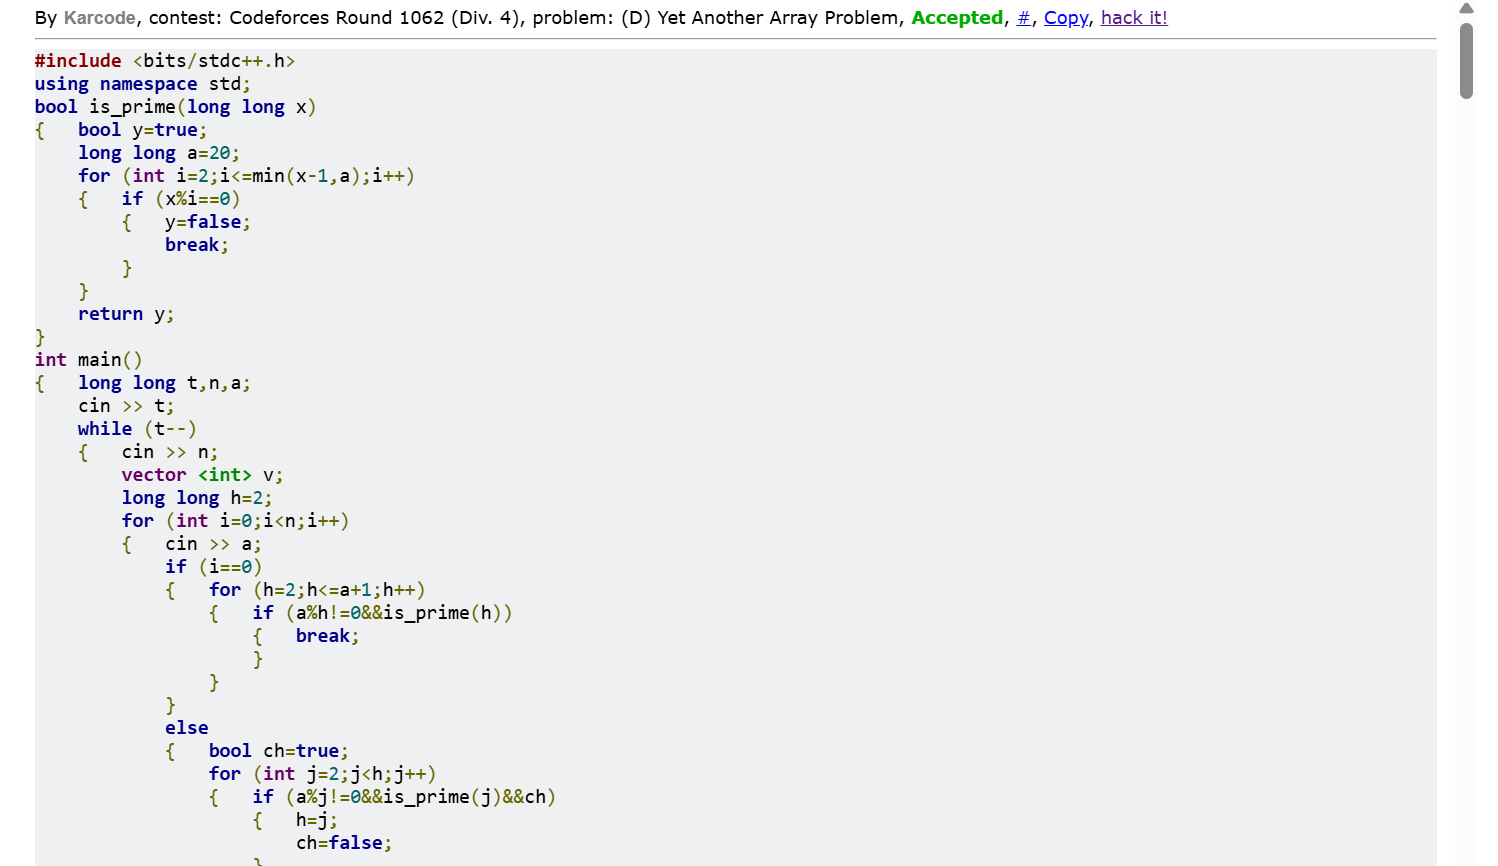 By Karcode, contest: Codeforces Round 1062 (Div. 4), problem: (D) Yet Another Array Problem, Accepted, #, Copy, hack it!
#include <bits/stdc++.h>
using namespace std;
bool is_prime(long long x)
{   bool y=true;
    long long a=20;
    for (int i=2;i<=min(x-1,a);i++)
    {   if (x%i==0)
        {   y=false;
            break;
        }
    }
    return y;
}
int main()
{   long long t,n,a;
    cin >> t;
    while (t--)
    {   cin >> n;
        vector <int> v;
        long long h=2;
        for (int i=0;i<n;i++)
        {   cin >> a;
            if (i==0)
            {   for (h=2;h<=a+1;h++)
                {   if (a%h!=0&&is_prime(h))
                    {   break;
                    }
                }
            }
            else
            {   bool ch=true;
                for (int j=2;j<h;j++)
                {   if (a%j!=0&&is_prime(j)&&ch)
                    {   h=j;
                        ch=false;
                    }